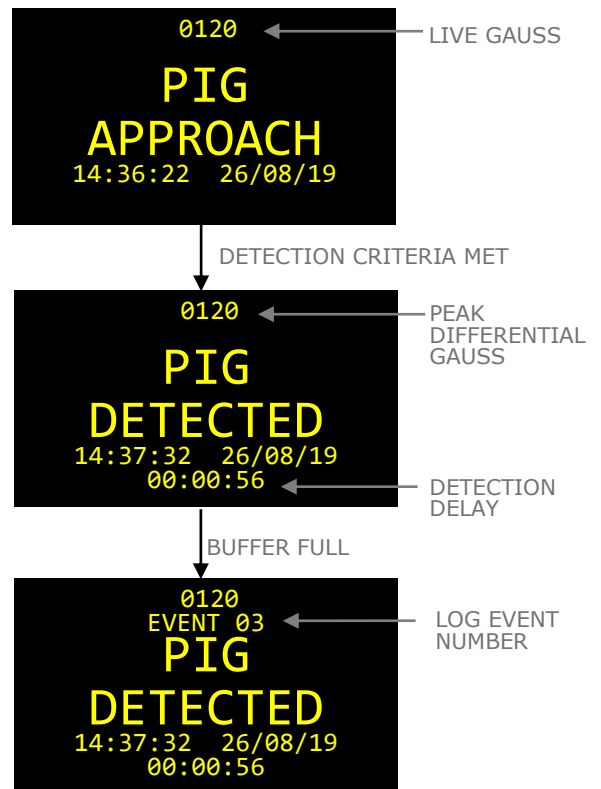 0120
LIVE GAUSS
PIG
APPROACH
14:36:22 26/08/19
DETECTION CRITERIA MET
0120
PEAK
DIFFERENTIAL
GAUSS
PIG
DETECTED
14:37:32 26/08/19
00:00:56
DETECTION
DELAY
BUFFER FULL
0120
EVENT 03
LOG EVENT
NUMBER
PIG
DETECTED
14:37:32 26/08/19
00:00:56